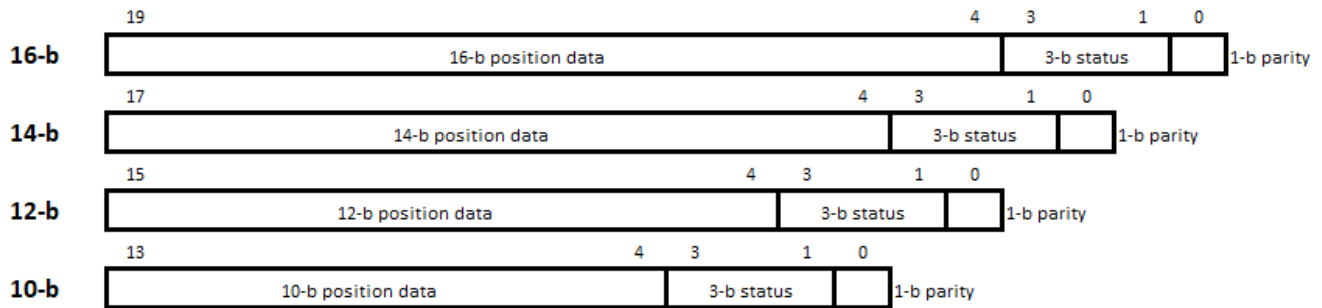 19 4 3 1 0
16-b 16-b position data 3-b status 1-b parity
17 4 3 1 0
14-b 14-b position data 3-b status 1-b parity
15 4 3 1 0
12-b 12-b position data 3-b status 1-b parity
13 4 3 1 0
10-b 10-b position data 3-b status 1-b parity